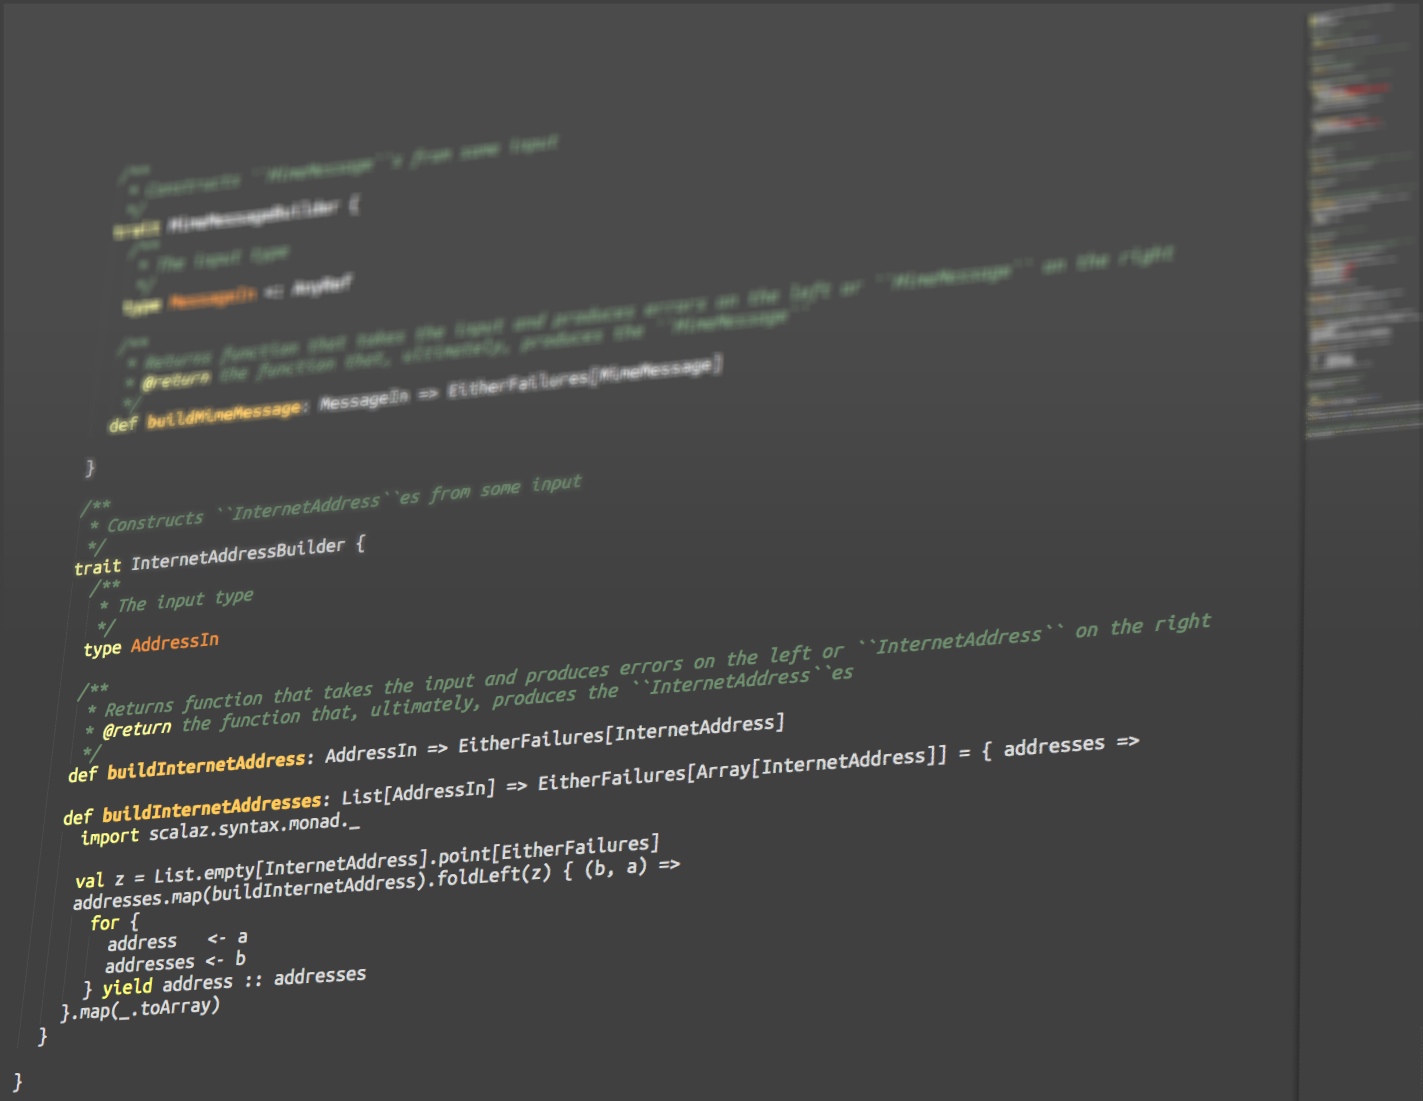 /**
* Constructs ``MimeMessage``s from some input
*/
trait MimeMessageBuilder {
/**
* The input type
*/
type MessageIn <: AnyRef
/**
* Returns function that takes the input and produces errors on the left or ``MimeMessage`` on the right
* @return the function that, ultimately, produces the ``MimeMessage``
*/
def buildMimeMessage: MessageIn => EitherFailures[MimeMessage]
}
/**
* Constructs ``InternetAddress``es from some input
*/
trait InternetAddressBuilder {
/**
* The input type
*/
type AddressIn
/**
* Returns function that takes the input and produces errors on the left or ``InternetAddress`` on the right
* @return the function that, ultimately, produces the ``InternetAddress``es
*/
def buildInternetAddress: AddressIn => EitherFailures[InternetAddress]
def buildInternetAddresses: List[AddressIn] => EitherFailures[Array[InternetAddress]] = { addresses =>
import scalaz.syntax.monad._
val z = List.empty[InternetAddress].point[EitherFailures]
addresses.map(buildInternetAddress).foldLeft(z) { (b, a) =>
for {
address   <- a
addresses <- b
} yield address :: addresses
}.map(_.toArray)
}
}